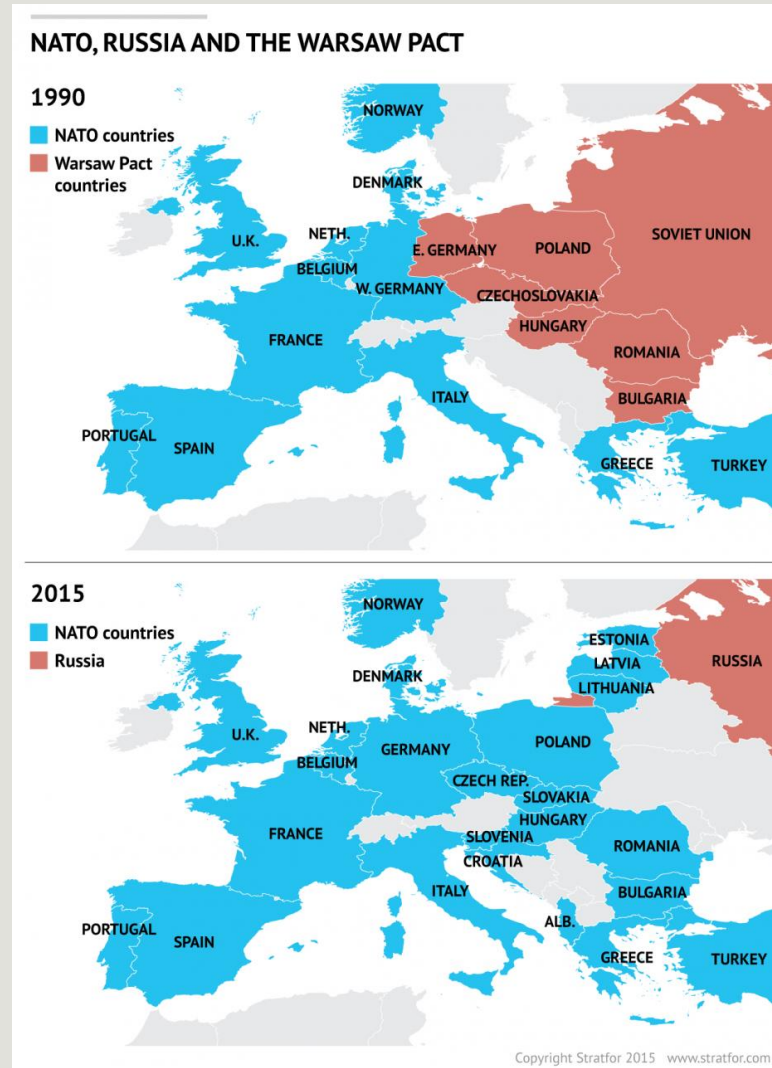 NATO, RUSSIA AND THE WARSAW PACT
1990
NATO countries
Warsaw Pact
countries
NORWAY
DENMARK
NETH.
U.K.
BELGIUM
E. GERMANY
POLAND
SOVIET UNION
W. GERMANY
CZECHOSLOVAKIA
HUNGARY
FRANCE
ROMANIA
ITALY
BULGARIA
PORTUGAL
SPAIN
GREECE
TURKEY
2015
NATO countries
Russia
NORWAY
ESTONIA
LATVIA
RUSSIA
DENMARK
LITHUANIA
NETH.
U.K.
BELGIUM
GERMANY
POLAND
CZECH REP.
SLOVAKIA
HUNGARY
FRANCE
SLOVENIA
ROMANIA
CROATIA
ITALY
BULGARIA
ALB.
PORTUGAL
SPAIN
GREECE
TURKEY
Copyright Stratfor 2015 www.stratfor.com